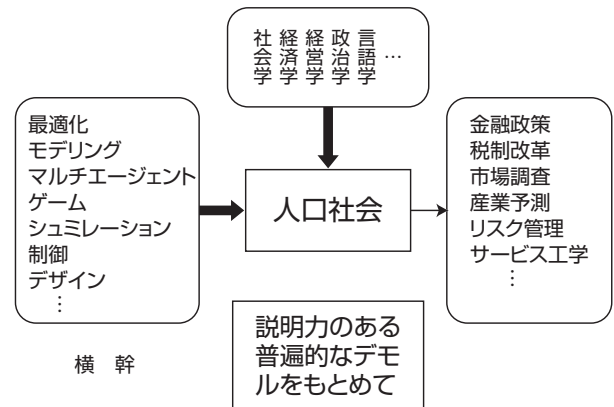 社会学
経済学
経営学
政治学
言語学
…
最適化
モデリング
マルチエージェント
ゲーム
シュミレーション
制御
デザイン
…
人口社会
金融政策
税制改革
市場調査
産業予測
リスク管理
サービス工学
…
横 幹
説明力のある
普遍的なデモ
ルをもとめて